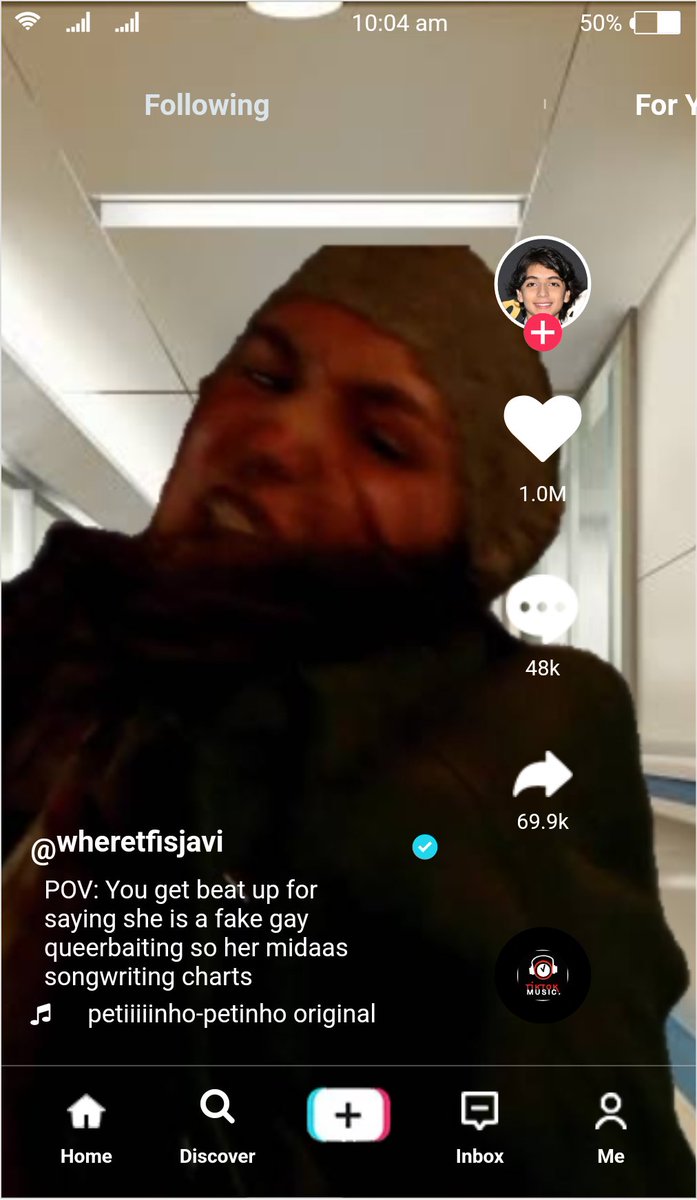 10:04 am
50%
Following
For Y
1.0M
48k
69.9k
@wheretfisjavi
POV: You get beat up for
saying she is a fake gay
queerbaiting so her midaas
songwriting charts
TikTok
MUSIC.
petiiiiinho-petinho original
Home
Discover
Inbox
Me